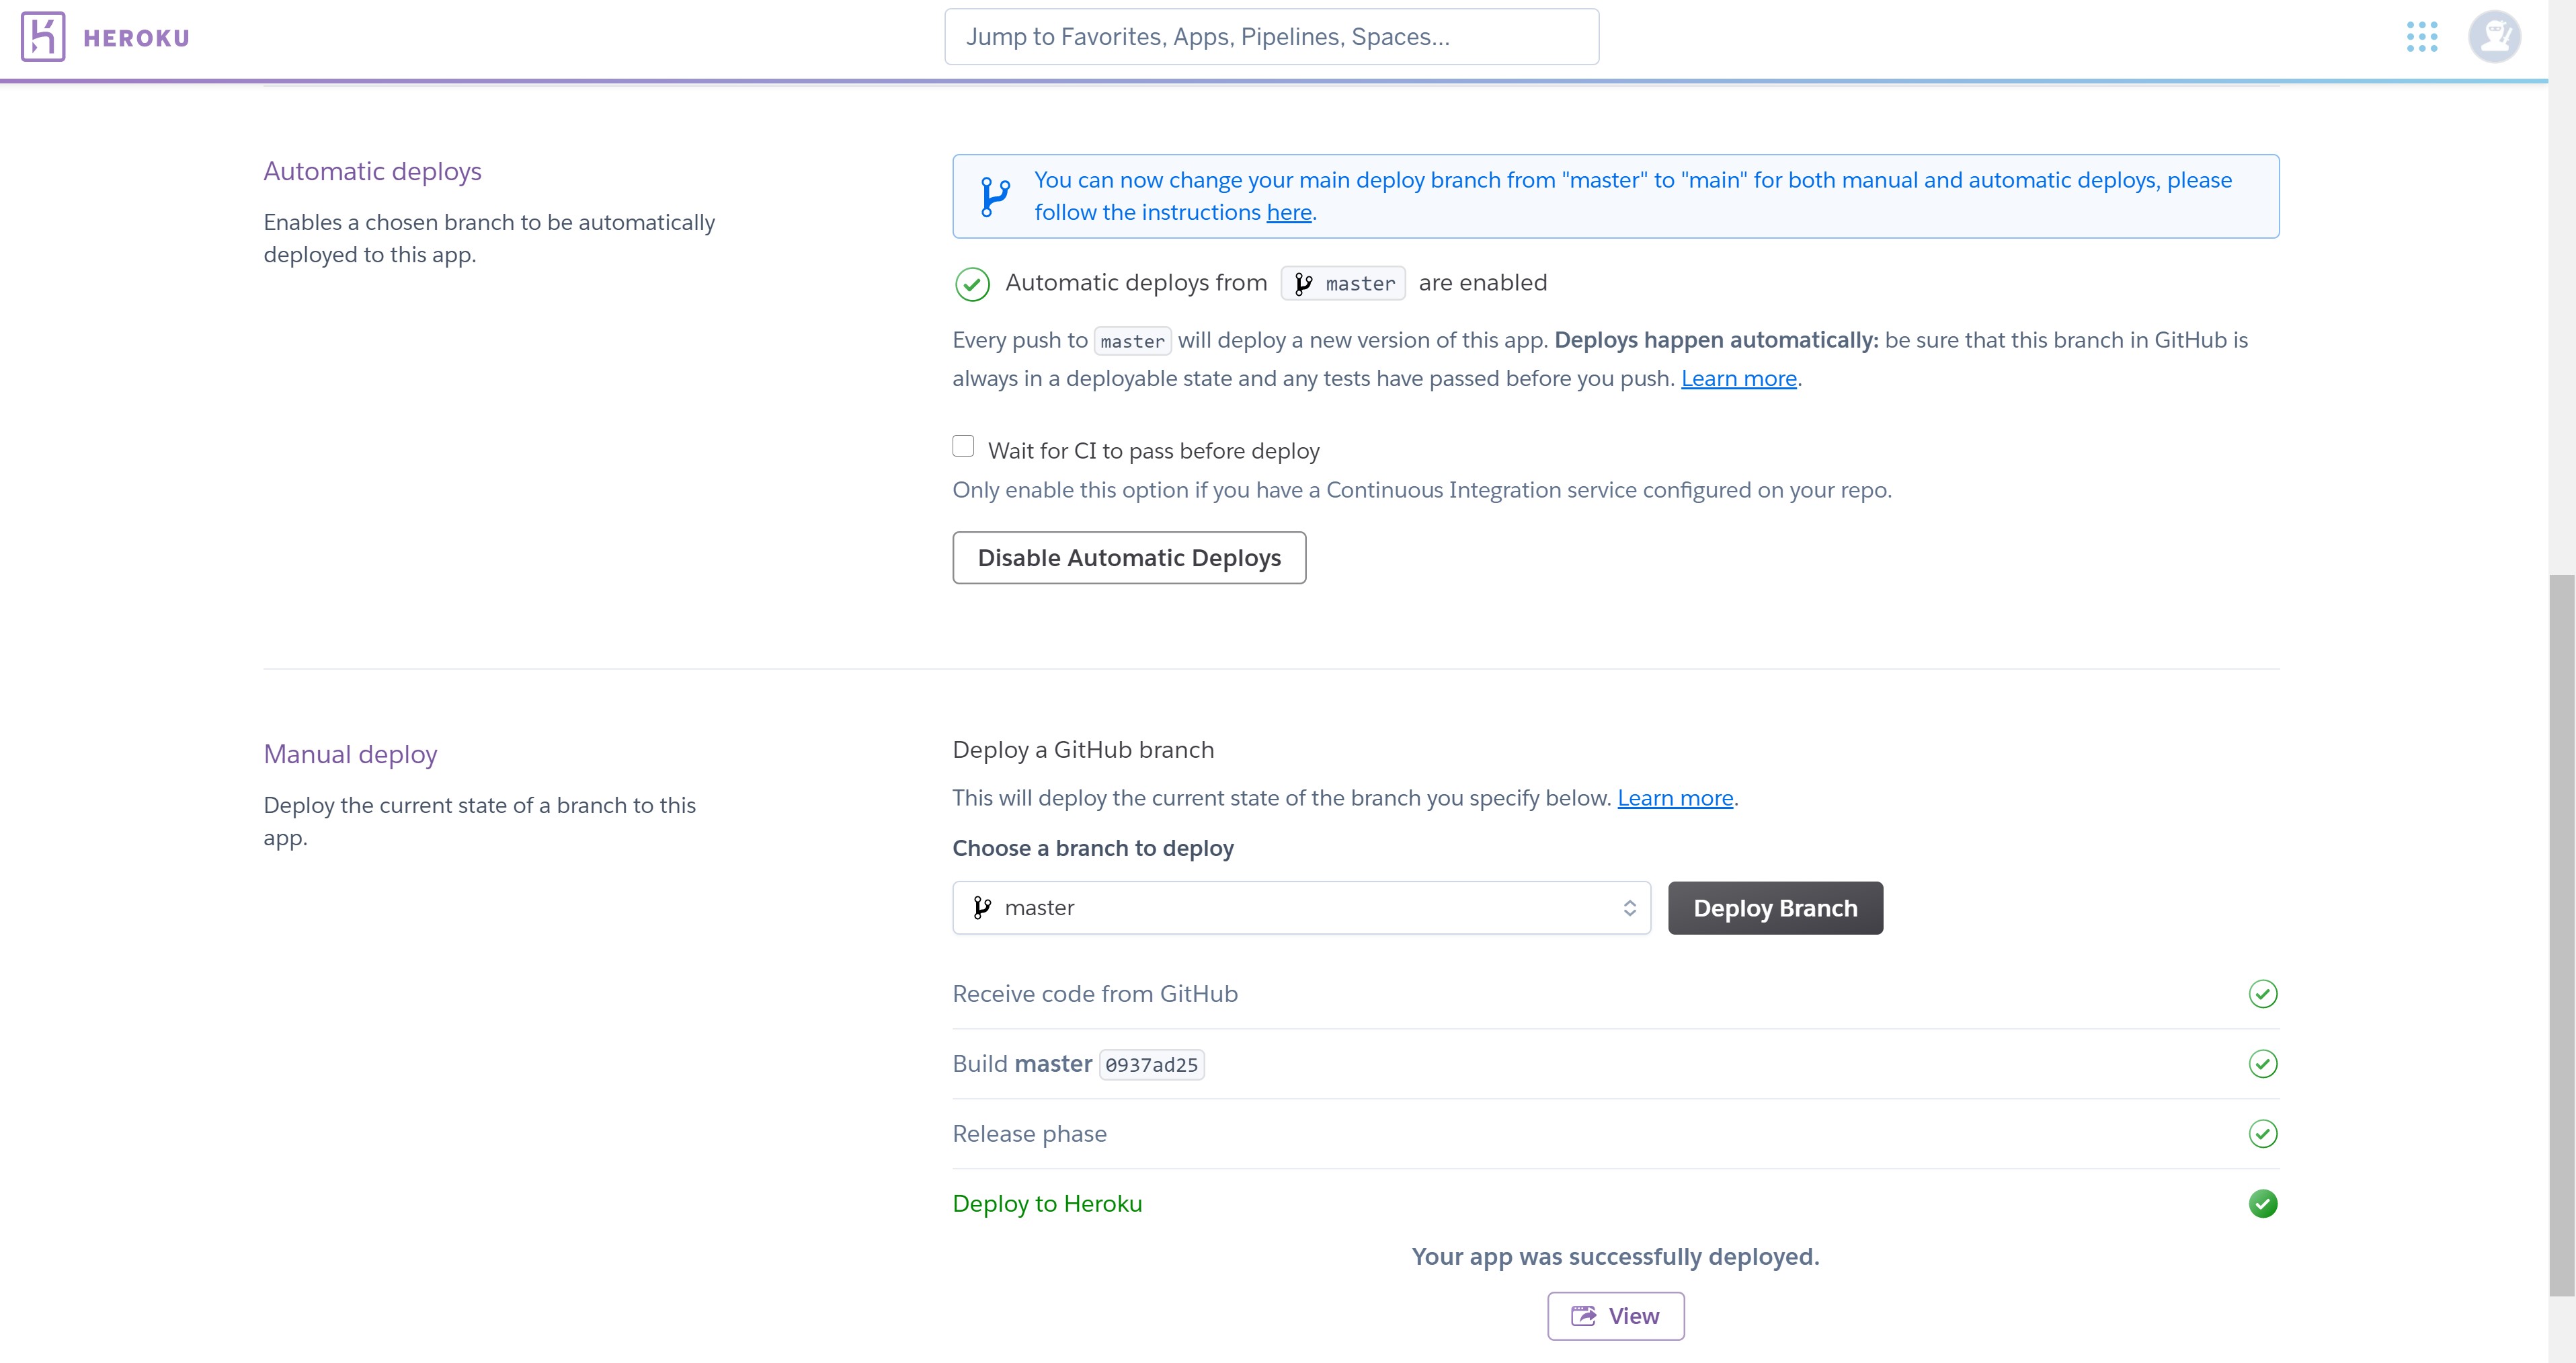 HEROKU
Jump to Favorites, Apps, Pipelines, Spaces...
Automatic deploys
Enables a chosen branch to be automatically
deployed to this app.
You can now change your main deploy branch from "master" to "main" for both manual and automatic deploys, please
follow the instructions here.
Automatic deploys from master are enabled
Every push to master will deploy a new version of this app. Deploys happen automatically: be sure that this branch in GitHub is
always in a deployable state and any tests have passed before you push. Learn more.
Wait for CI to pass before deploy
Only enable this option if you have a Continuous Integration service configured on your repo.
Disable Automatic Deploys
Manual deploy
Deploy the current state of a branch to this
app.
Deploy a GitHub branch
This will deploy the current state of the branch you specify below. Learn more.
Choose a branch to deploy
master
Deploy Branch
Receive code from GitHub
Build master 0937ad25
Release phase
Deploy to Heroku
Your app was successfully deployed.
View